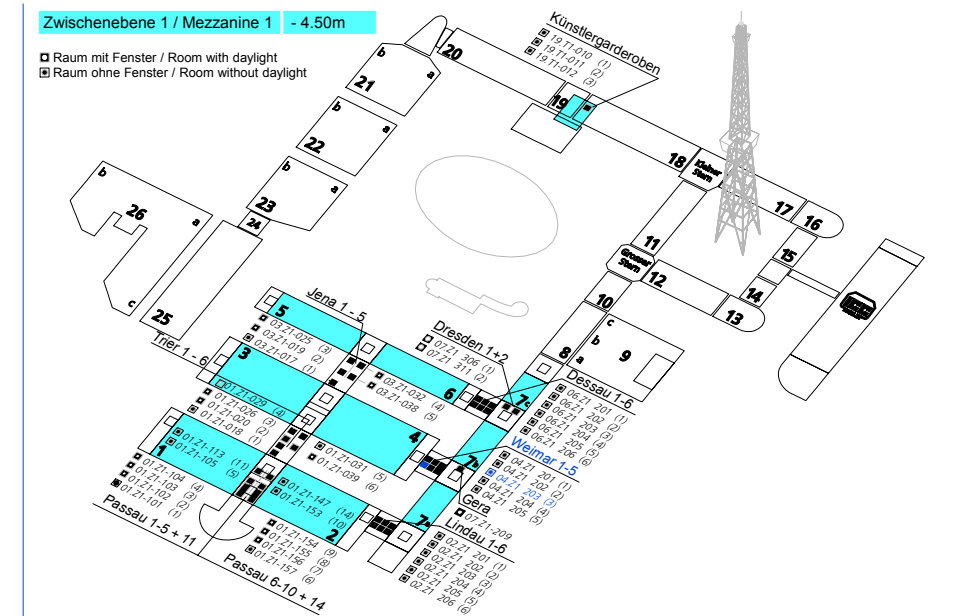 Zwischenebene 1 / Mezzanine 1 - 4.50m
Raum mit Fenster / Room with daylight
Raum ohne Fenster / Room without daylight
Künstlergarderoben
19 T1-010 (1)
19 T1-011 (2)
19 T1-012 (3)
20
b
a
21
19
b
a
22
18
Kleiner
Stern
b
a
23
24
b
26
a
c
25
17
16
15
14
13
11
Grosser
Stern
12
10
c
b
9
a
8
Jena 1 - 5
5
03.Z1-025 (3)
03.Z1-019 (2)
03.Z1-017 (1)
03.Z1-032 (4)
03.Z1-038 (5)
6
Dresden 1+2
07.Z1 306 (1)
07.Z1 311 (2)
7c
Trier 1 - 6
3
01.Z1-029 (4)
01.Z1-026 (3)
01.Z1-020 (2)
01.Z1-018 (1)
4
01.Z1-031 (5)
01.Z1-039 (6)
Dessau 1-6
06.Z1 201 (1)
06.Z1 202 (2)
06.Z1 203 (3)
06.Z1 204 (4)
06.Z1 205 (5)
06.Z1 206 (6)
Weimar 1-5
04.Z1 201 (1)
04.Z1 202 (2)
04.Z1 203 (3)
04.Z1 204 (4)
04.Z1 205 (5)
7b
Gera
07.Z1-209
1
01.Z1-113 (11)
01.Z1-105 (5)
01.Z1-104 (4)
01.Z1-103 (3)
01.Z1-102 (2)
01.Z1-101 (1)
Passau 1-5 + 11
01.Z1-147 (14)
01.Z1-153 (10)
2
01.Z1-154 (9)
01.Z1-155 (8)
01.Z1-156 (7)
01.Z1-157 (6)
Passau 6-10 + 14
7a
Lindau 1-6
02.Z1 201 (1)
02.Z1 202 (2)
02.Z1 203 (3)
02.Z1 204 (4)
02.Z1 205 (5)
02.Z1 206 (6)